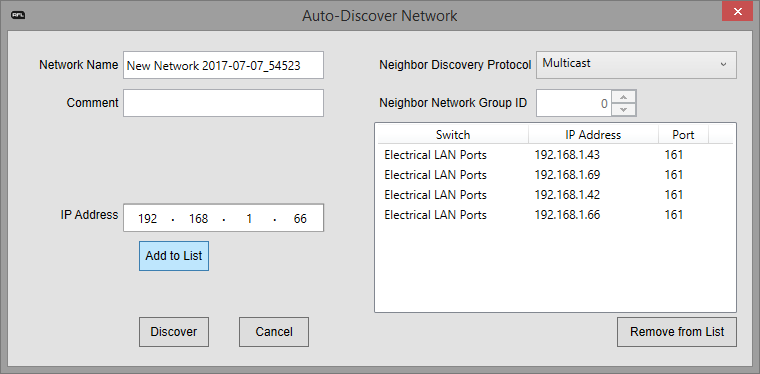 AFL
Auto-Discover Network
Network Name New Network 2017-07-07_54523
Comment
IP Address 192 . 168 . 1 . 66
Add to List
Discover Cancel
Neighbor Discovery Protocol Multicast
Neighbor Network Group ID 0
Switch IP Address Port
Electrical LAN Ports 192.168.1.43 161
Electrical LAN Ports 192.168.1.69 161
Electrical LAN Ports 192.168.1.42 161
Electrical LAN Ports 192.168.1.66 161
Remove from List